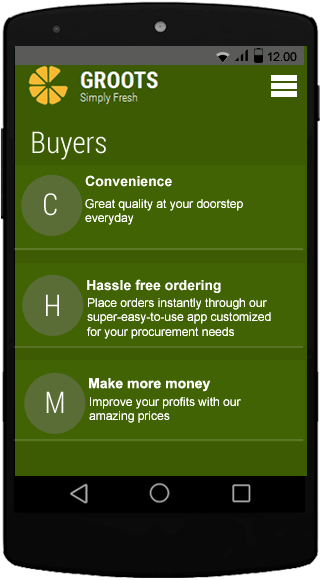 12.00
GROOTS
Simply Fresh
Buyers
C
Convenience
Great quality at your doorstep
everyday
H
Hassle free ordering
Place orders instantly through our
super-easy-to-use app customized
for your procurement needs
M
Make more money
Improve your profits with our
amazing prices